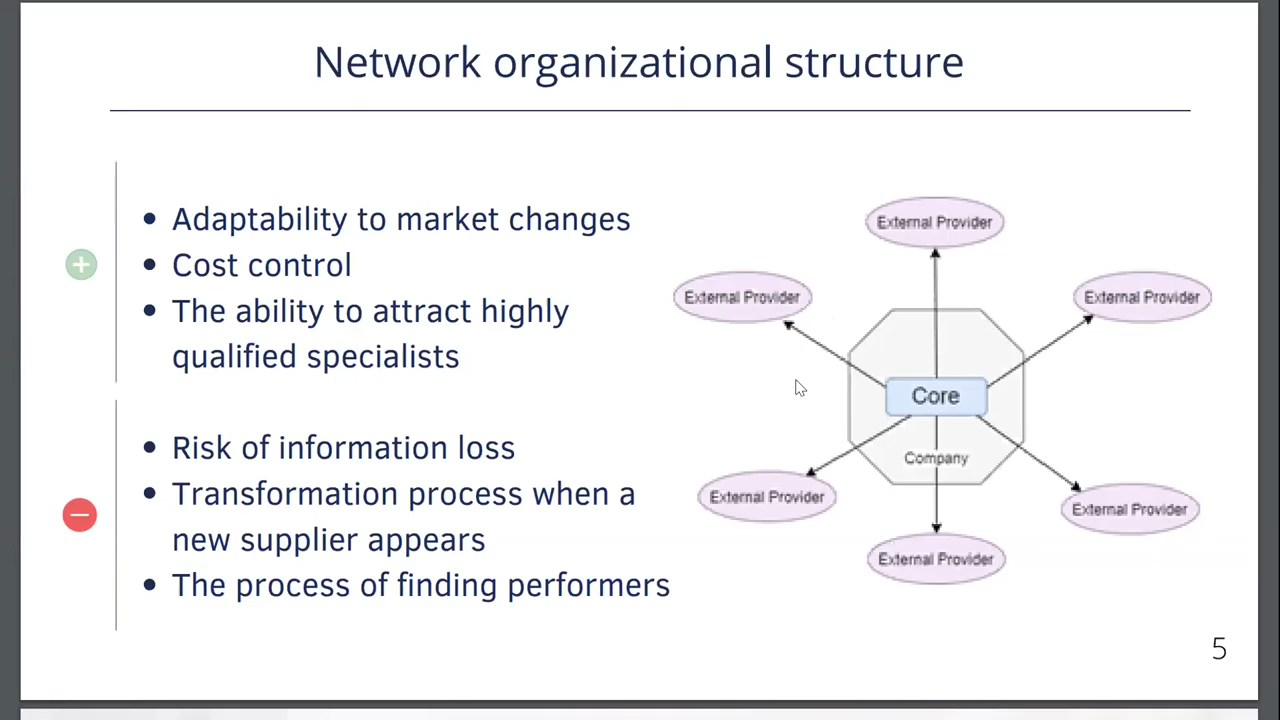 Network organizational structure
• Adaptability to market changes
• Cost control
• The ability to attract highly
qualified specialists
• Risk of information loss
• Transformation process when a
new supplier appears
• The process of finding performers
External Provider
External Provider
External Provider
Core
Company
External Provider
External Provider
External Provider
5